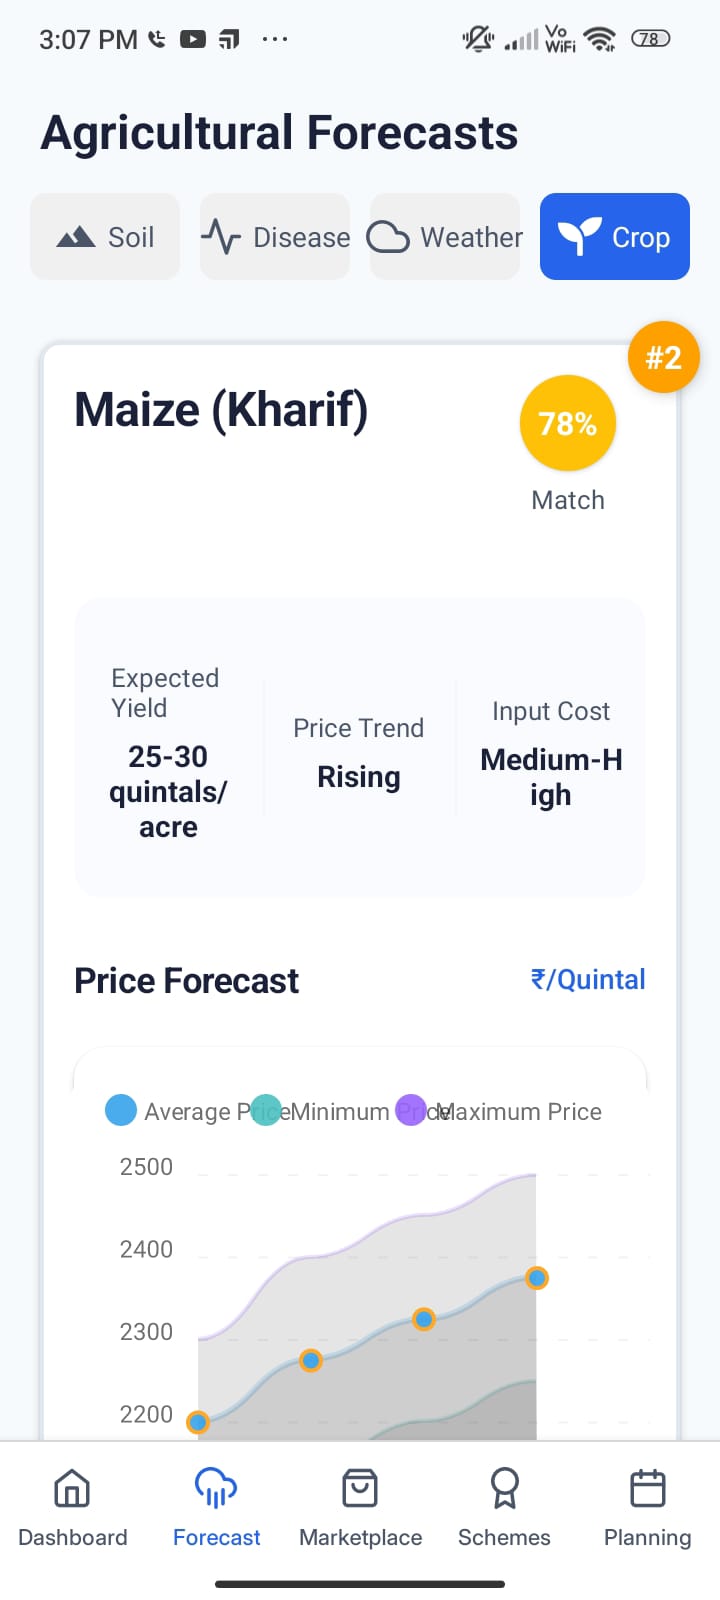 3:07 PM
Vo
WiFi
78
Agricultural Forecasts
Soil
Disease
Weather
Crop
#2
Maize (Kharif)
78%
Match
Expected
Yield
25-30
quintals/
acre
Price Trend
Rising
Input Cost
Medium-H
igh
Price Forecast
₹/Quintal
Average Price
Minimum Price
Maximum Price
2500
2400
2300
2200
Dashboard
Forecast
Marketplace
Schemes
Planning